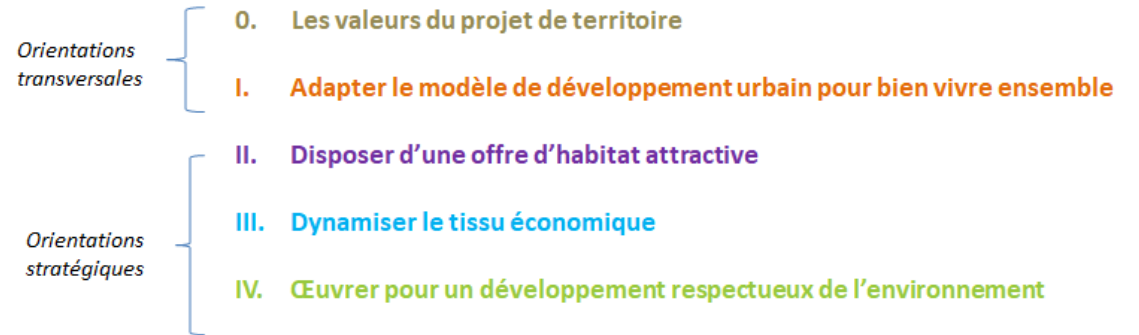 0. Les valeurs du projet de territoire
Orientations
transversales
I. Adapter le modèle de développement urbain pour bien vivre ensemble
II. Disposer d’une offre d’habitat attractive
III. Dynamiser le tissu économique
Orientations
stratégiques
IV. Œuvrer pour un développement respectueux de l’environnement